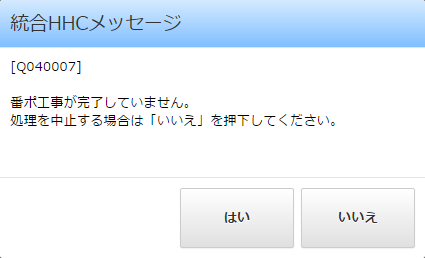 統合HHCメッセージ
[Q040007]
番ポ工事が完了していません。
処理を中止する場合は「いいえ」を押下してください。
はい
いいえ